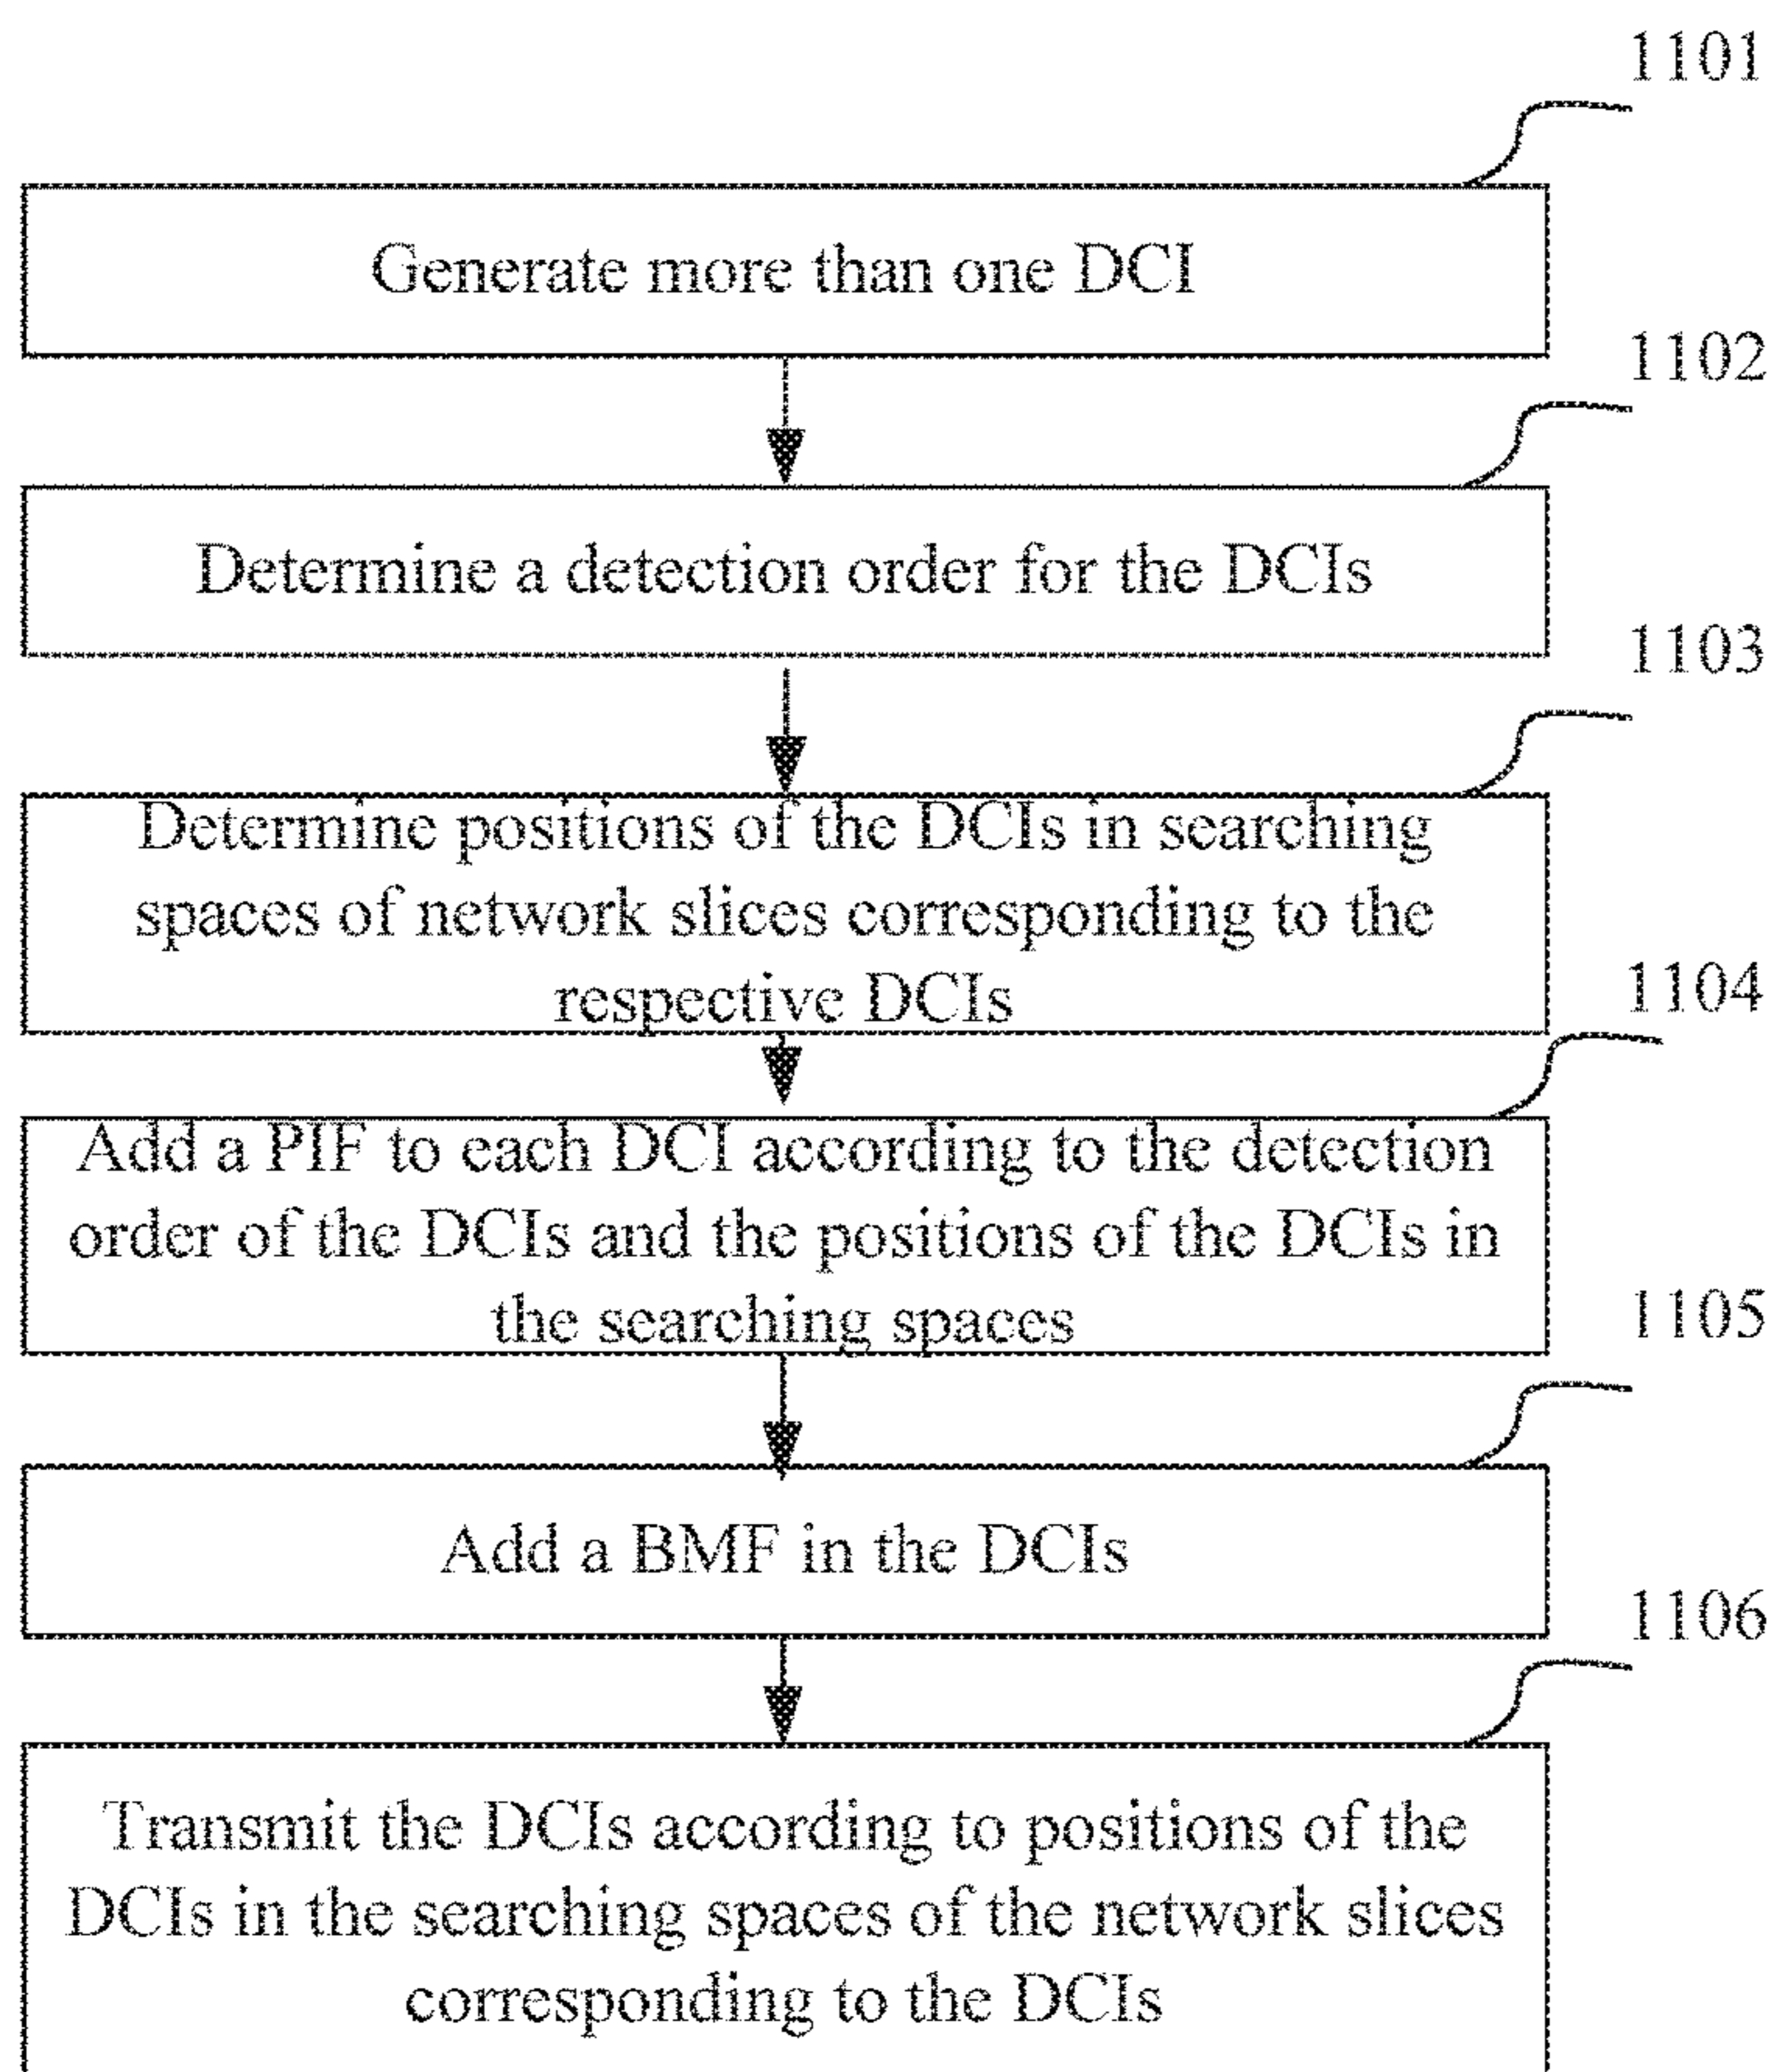 1101
Generate more than one DCI
1102
Determine a detection order for the DCIs
1103
Determine positions of the DCIs in searching
spaces of network slices corresponding to the
respective DCIs
1104
Add a PIF to each DCI according to the detection
order of the DCIs and the positions of the DCIs in
the searching spaces
1105
Add a BMF in the DCIs
1106
Transmit the DCIs according to positions of the
DCIs in the searching spaces of the network slices
corresponding to the DCIs